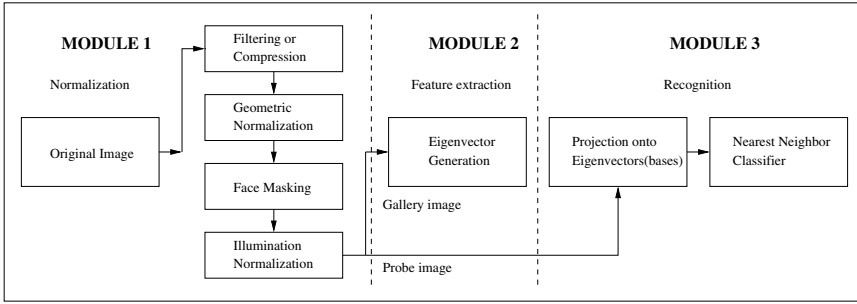 MODULE 1
Normalization
Original Image
Filtering or
Compression
Geometric
Normalization
Face Masking
Illumination
Normalization
MODULE 2
Feature extraction
Eigenvector
Generation
Gallery image
Probe image
MODULE 3
Recognition
Projection onto
Eigenvectors(bases)
Nearest Neighbor
Classifier